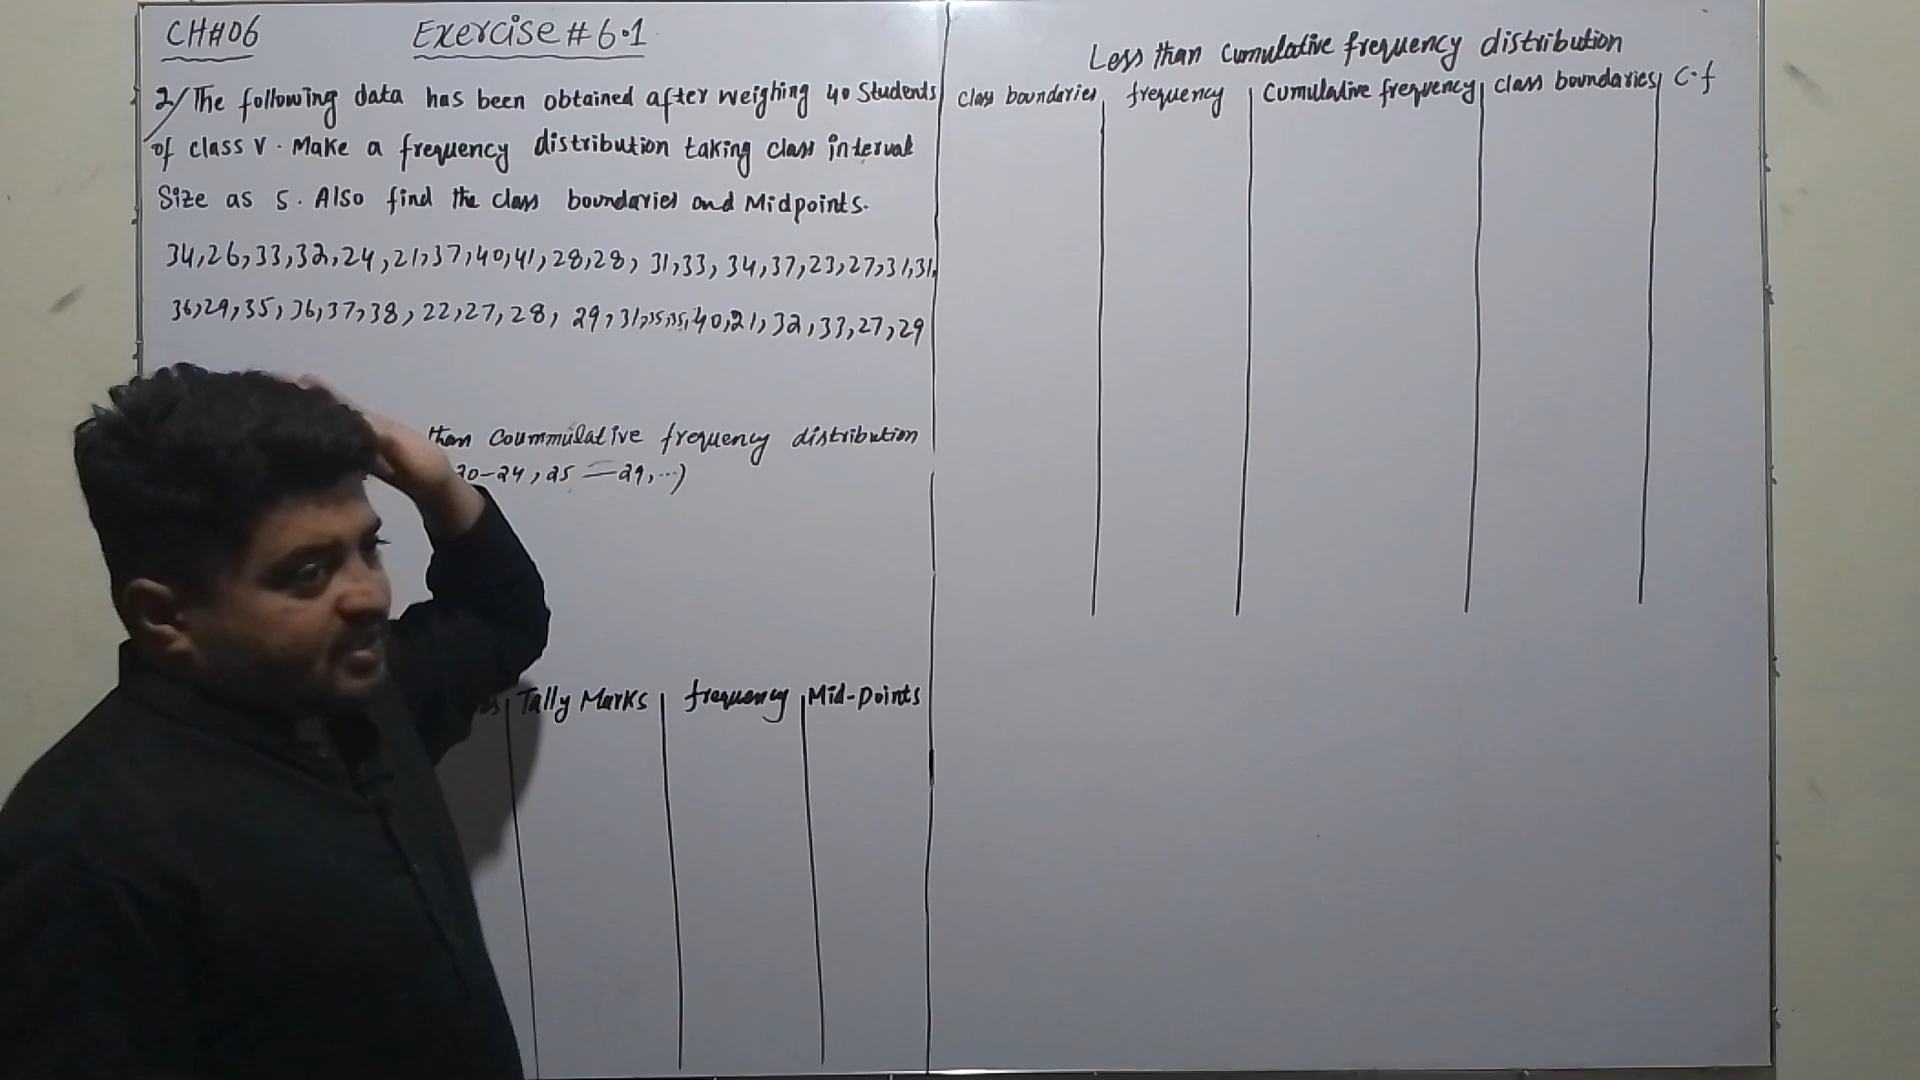 CH#06 Exercise # 6.1
2/ The following data has been obtained after weighing 40 Students
of class V. Make a frequency distribution taking class interval
Size as 5. Also find the class boundaries and Midpoints.
34,26,33,32,24,21,37,40,41,28,28, 31,33, 34,37,23,27,31,31,
36,29,35, 36,37,38, 22,27,28, 29,31,35,35,40,21,32,33,27,29
than Coummulative frequency distribution
20-24, 25 — 29, ...)
Tally Marks frequency Mid-Points
Less than Cumulative frequency distribution
class boundaries frequency Cumulative frequency class boundaries C.f